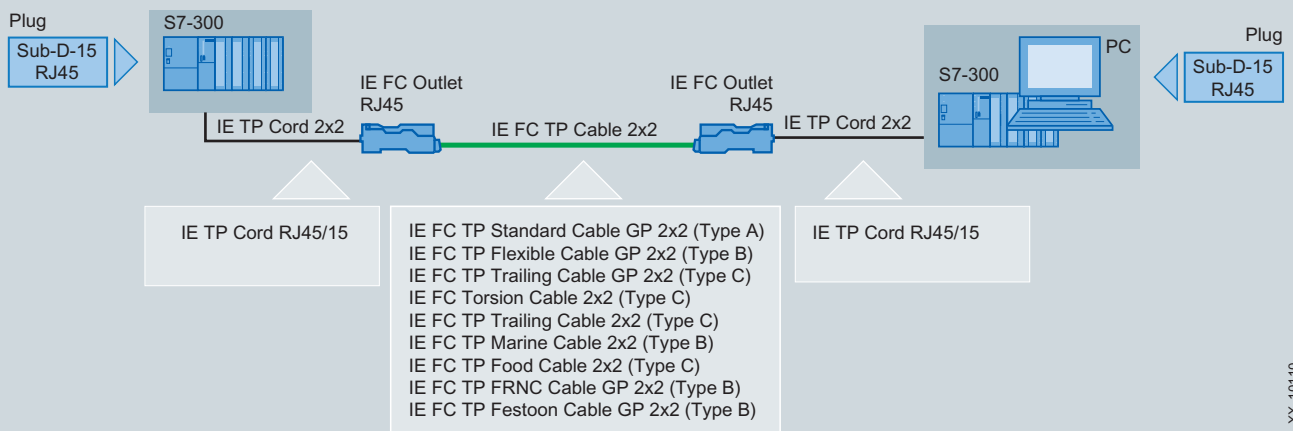 Plug
Sub-D-15
RJ45
S7-300
IE TP Cord 2x2
IE FC Outlet
RJ45
IE FC TP Cable 2x2
IE FC Outlet
RJ45
IE TP Cord 2x2
S7-300
PC
Plug
Sub-D-15
RJ45
IE TP Cord RJ45/15
IE FC TP Standard Cable GP 2x2 (Type A)
IE FC TP Flexible Cable GP 2x2 (Type B)
IE FC TP Trailing Cable GP 2x2 (Type C)
IE FC Torsion Cable 2x2 (Type C)
IE FC TP Trailing Cable 2x2 (Type C)
IE FC TP Marine Cable 2x2 (Type B)
IE FC TP Food Cable 2x2 (Type C)
IE FC TP FRNC Cable GP 2x2 (Type B)
IE FC TP Festoon Cable GP 2x2 (Type B)
IE TP Cord RJ45/15